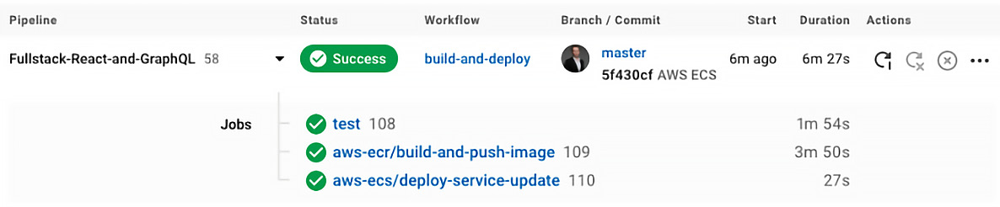 Pipeline Status Workflow Branch / Commit Start Duration Actions
Fullstack-React-and-GraphQL 58 Success build-and-deploy master 6m ago 6m 27s
5f430cf AWS ECS
Jobs test 108 1m 54s
aws-ecr/build-and-push-image 109 3m 50s
aws-ecs/deploy-service-update 110 27s